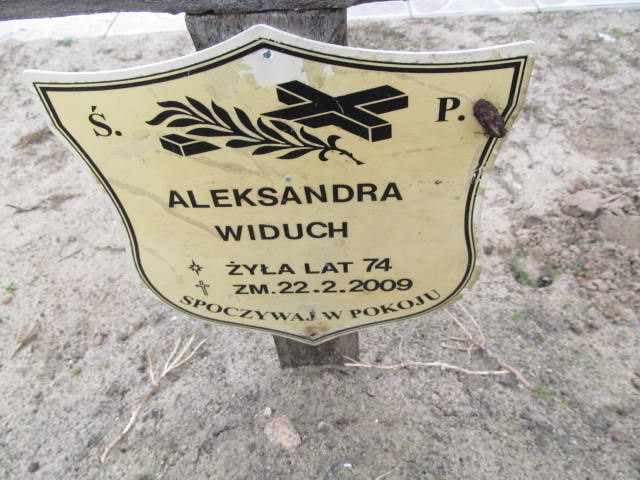 Ś. P.
ALEKSANDRA
WIDUCH
ŻYŁA LAT 74
ZM. 22.2.2009
SPOCZYWAJ W POKOJU